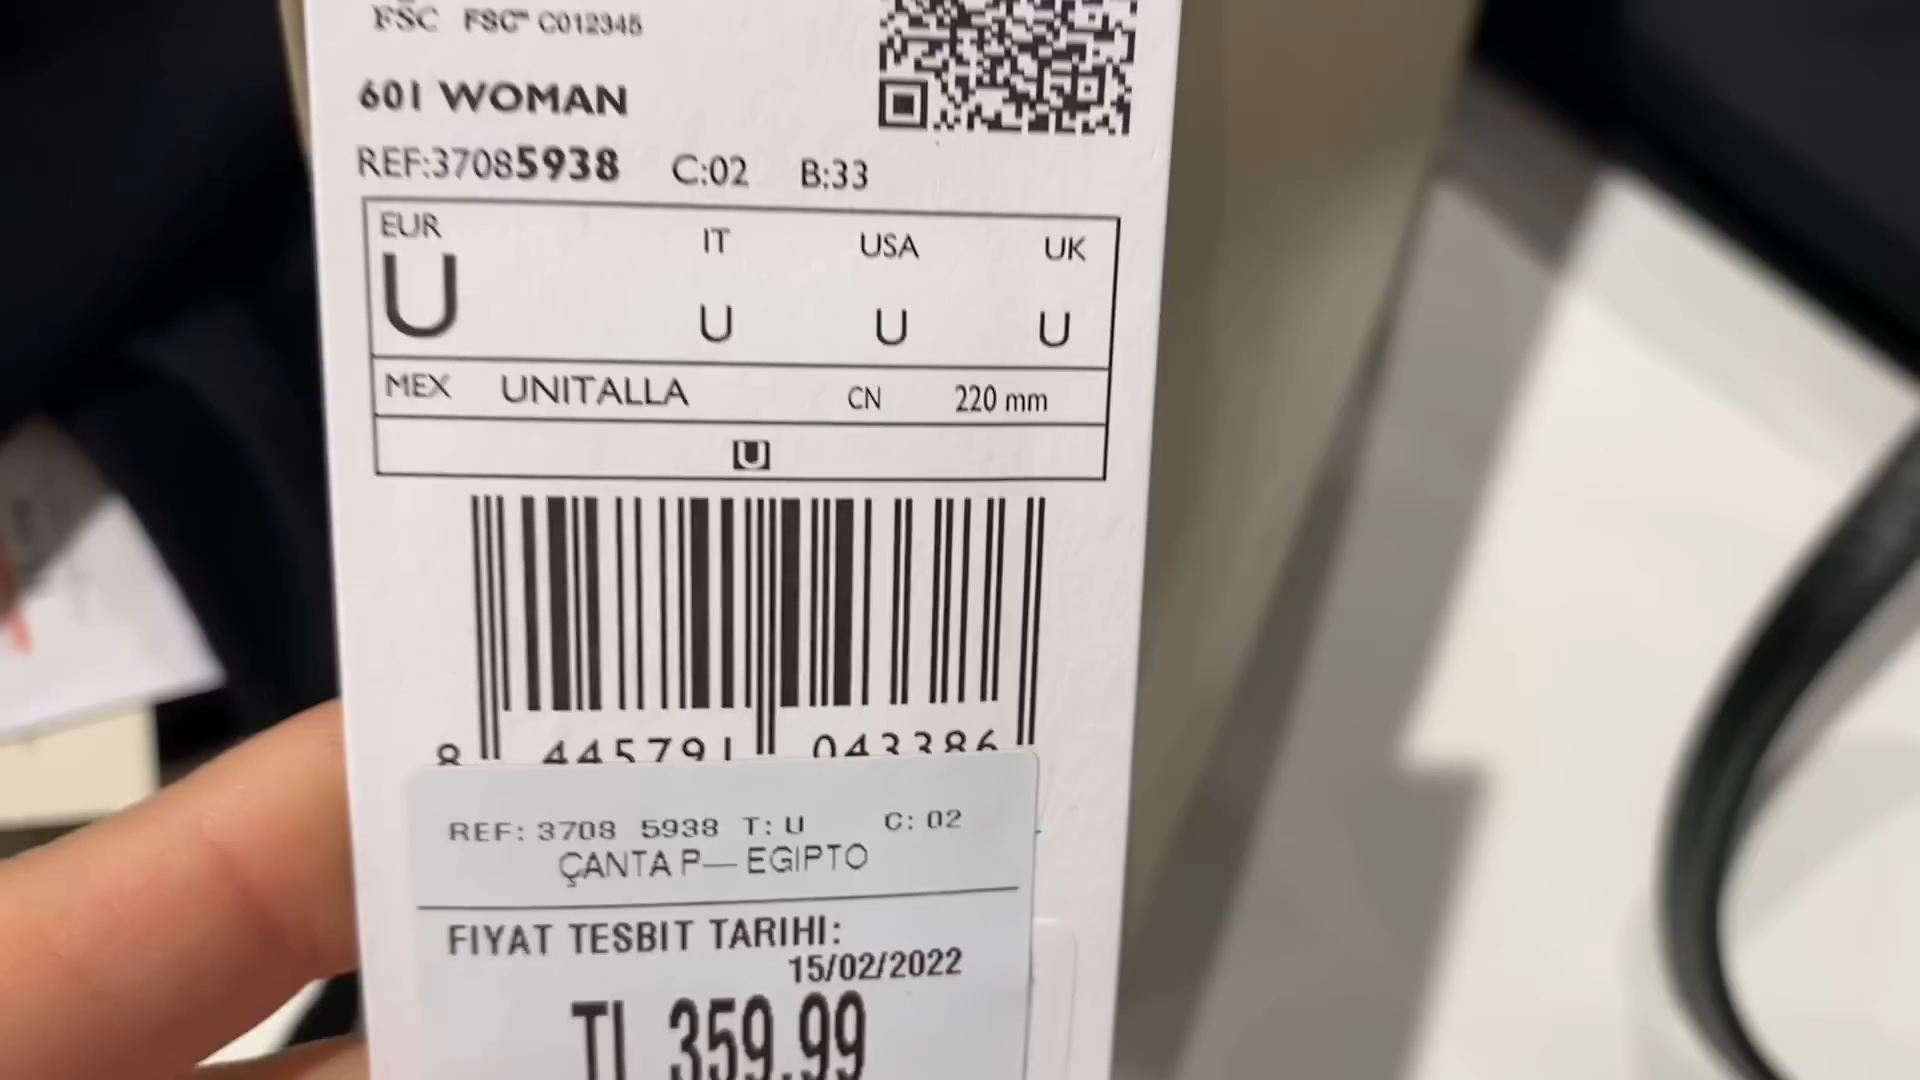 FSC FSC™ C012345
601 WOMAN
REF:37085938 C:02 B:33
EUR IT USA UK
U U U U
MEX UNITALLA CN 220 mm
U
8 445791 043386
REF: 3708 5938 T: U C: 02
ÇANTA P— EGIPTO
FIYAT TESBIT TARIHI:
15/02/2022
TL 359.99